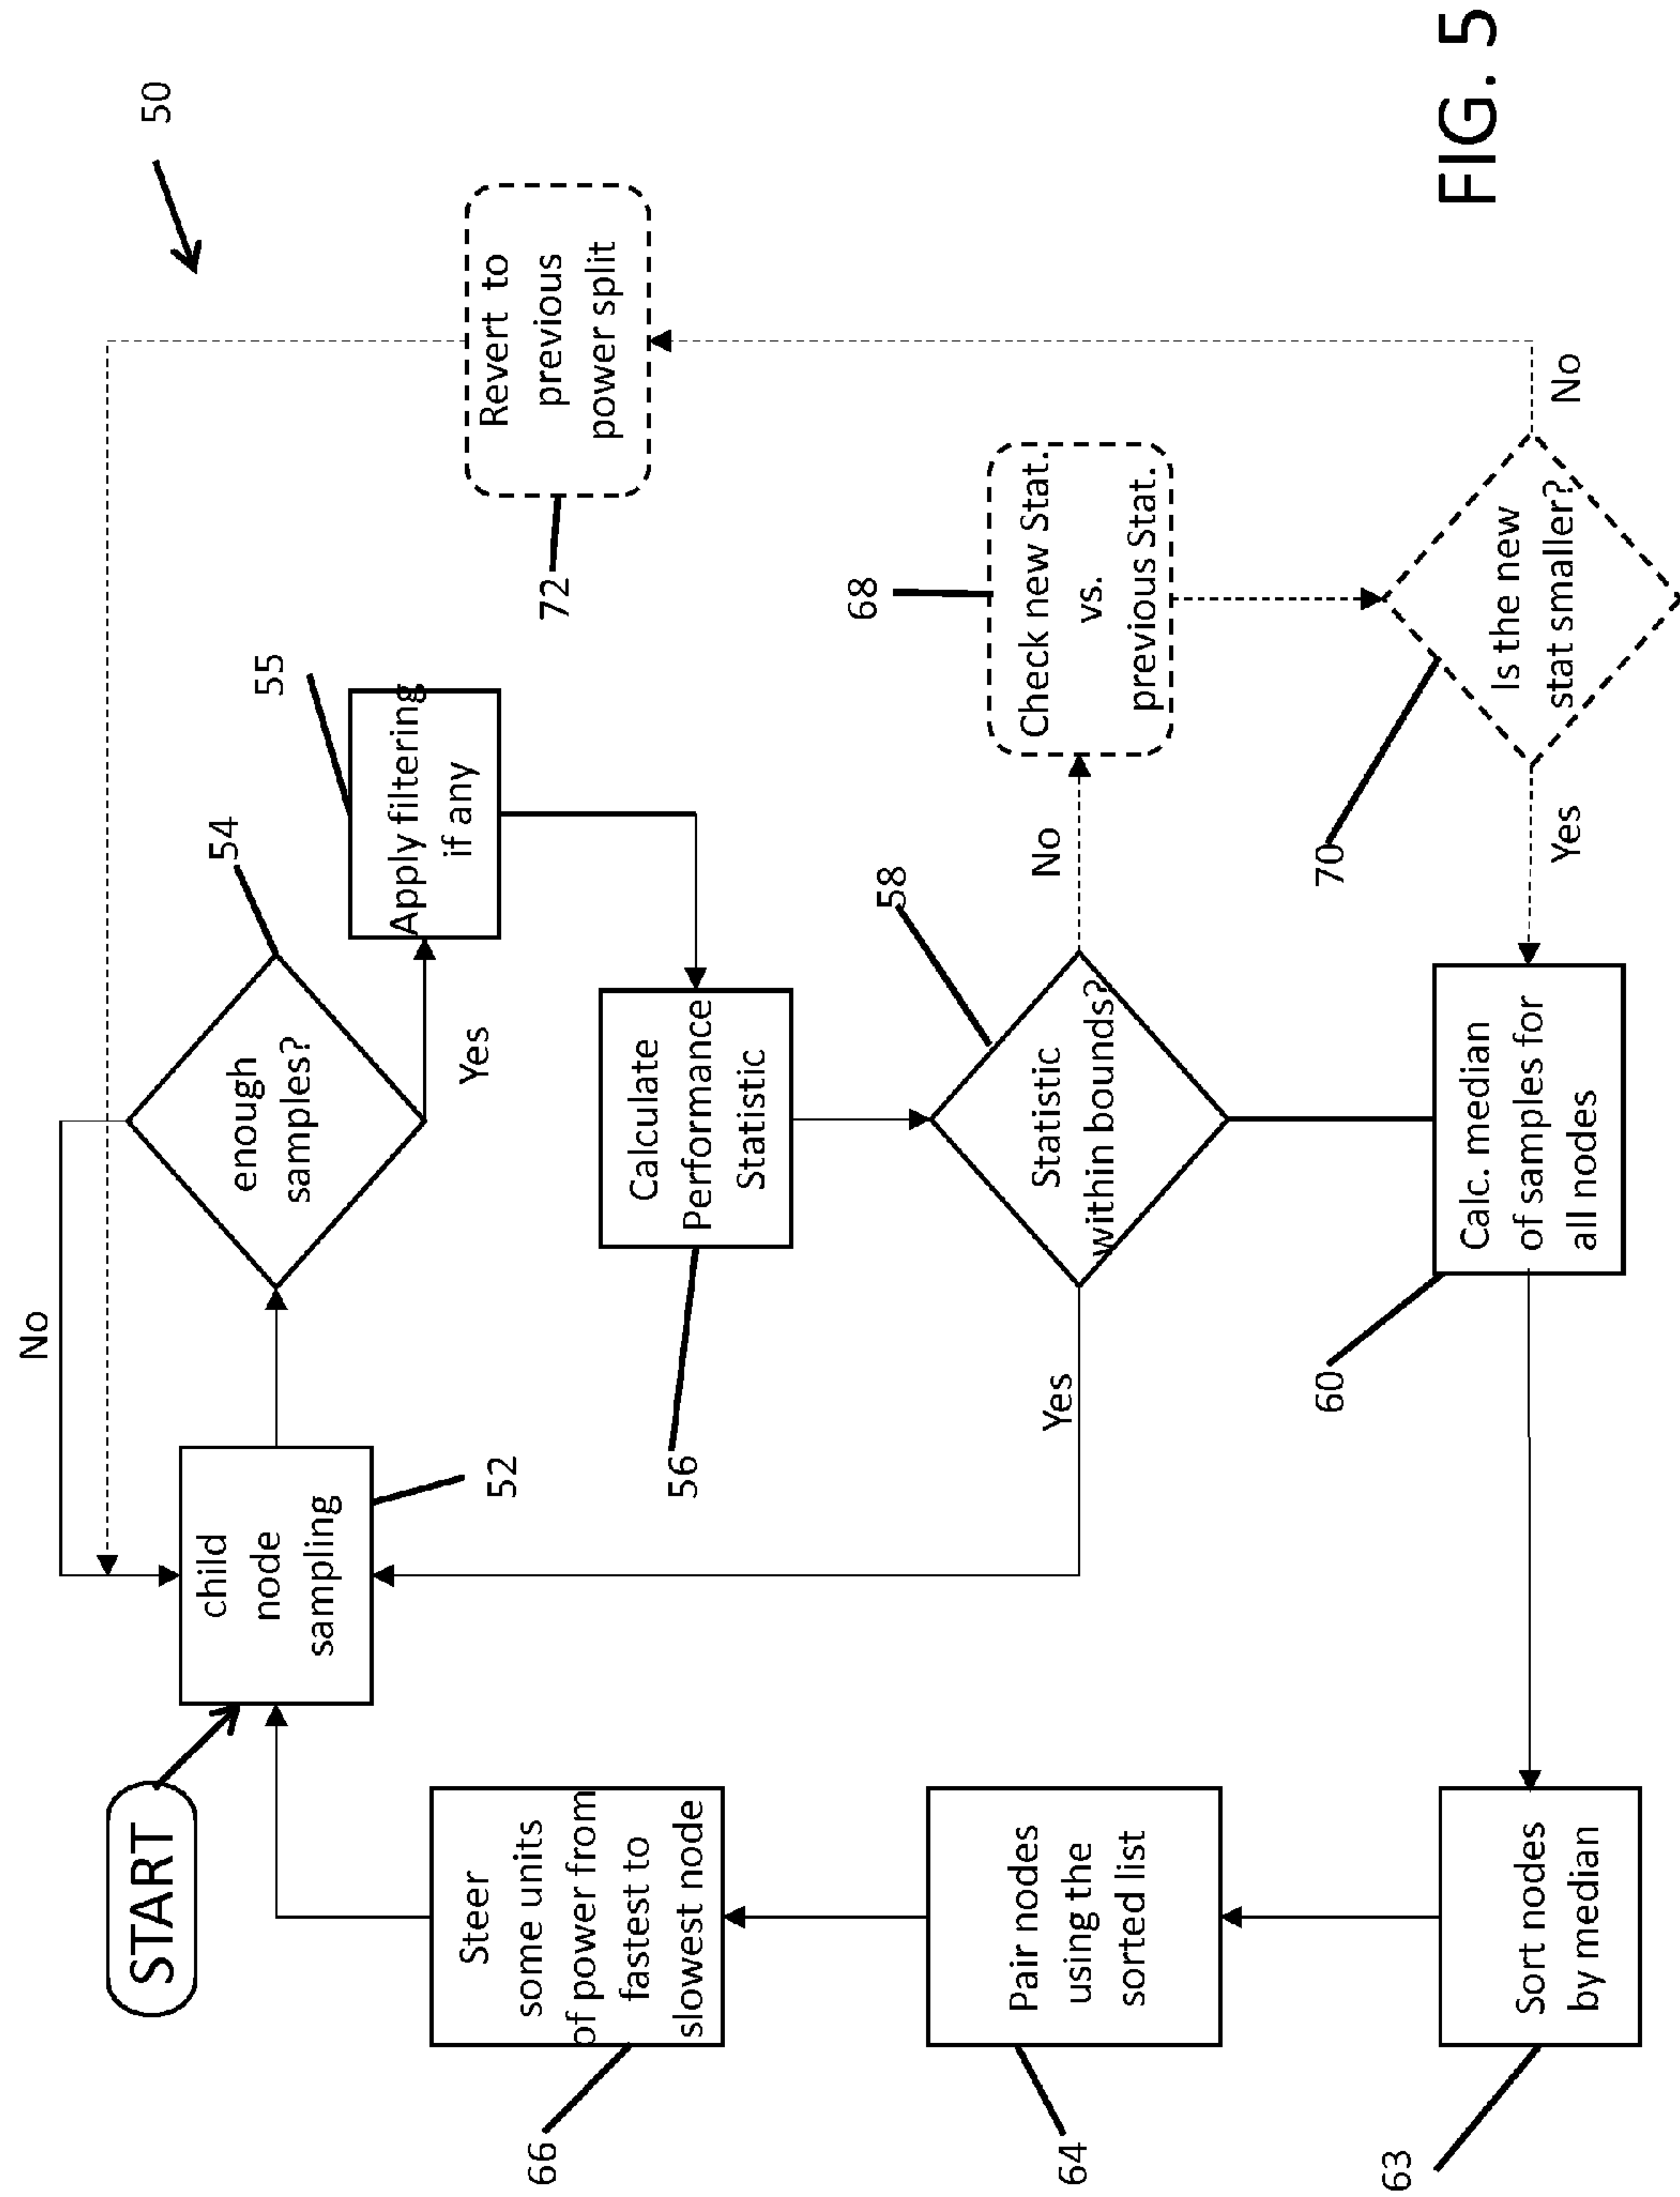 50
START
No
child
node
sampling
52
enough
samples?
54
Yes
55
Apply filtering
if any
Revert to
previous
power split
72
66
Steer
some units
of power from
fastest to
slowest node
56
Calculate
Performance
Statistic
64
Pair nodes
using the
sorted list
Yes
Statistic
within bounds?
58
No
68
Check new Stat.
vs.
previous Stat.
63
Sort nodes
by median
60
Calc. median
of samples for
all nodes
Yes
70
Is the new
stat smaller?
No
FIG. 5